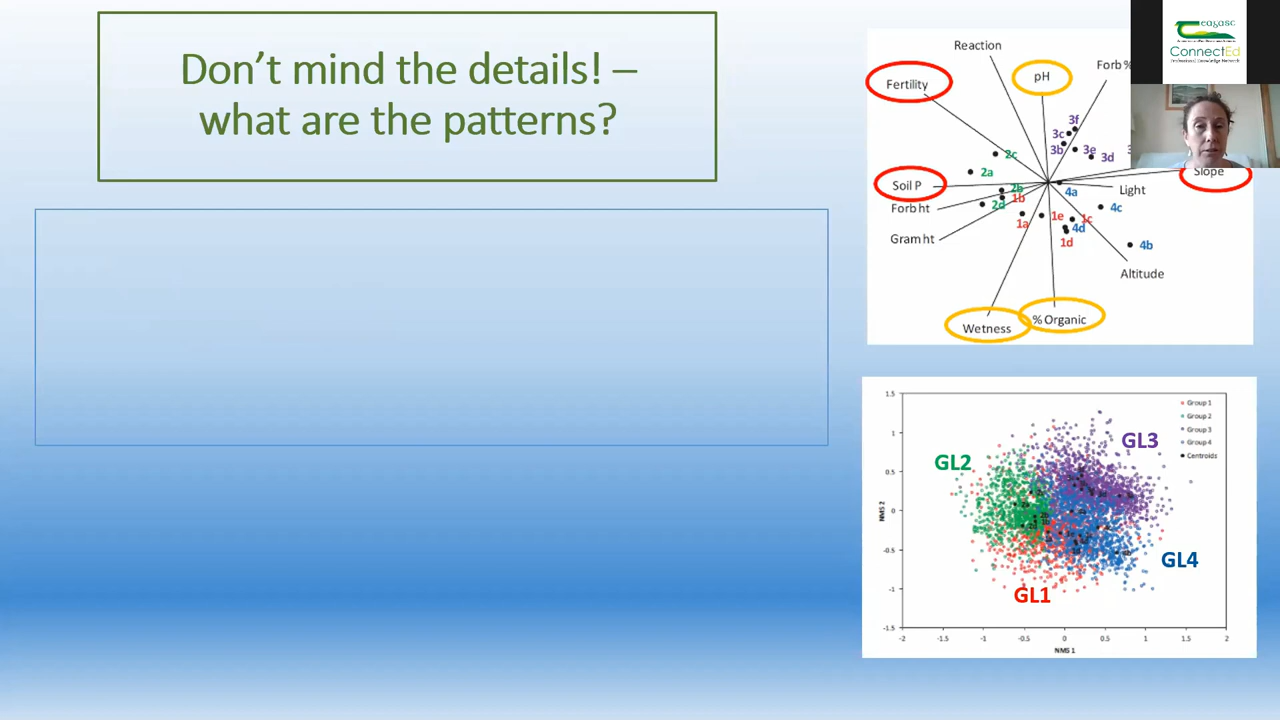 Don't mind the details! –
what are the patterns?
Reaction
Fertility
pH
Forb %
3f
3c
3b
3e
3d
2c
2a
Soil P
2b
1b
4a
Light
Slope
Forb ht
2d
4c
1a
1e
1c
4d
1d
Gram ht
4b
Altitude
Wetness
% Organic
eagasc
ConnectEd
1.5
1
0.5
0
-0.5
-1
-1.5
NMS 2
-2
-1.5
-1
-0.5
0
0.5
1
1.5
2
NMS 1
Group 1
Group 2
Group 3
Group 4
Centroids
GL3
GL2
GL4
GL1